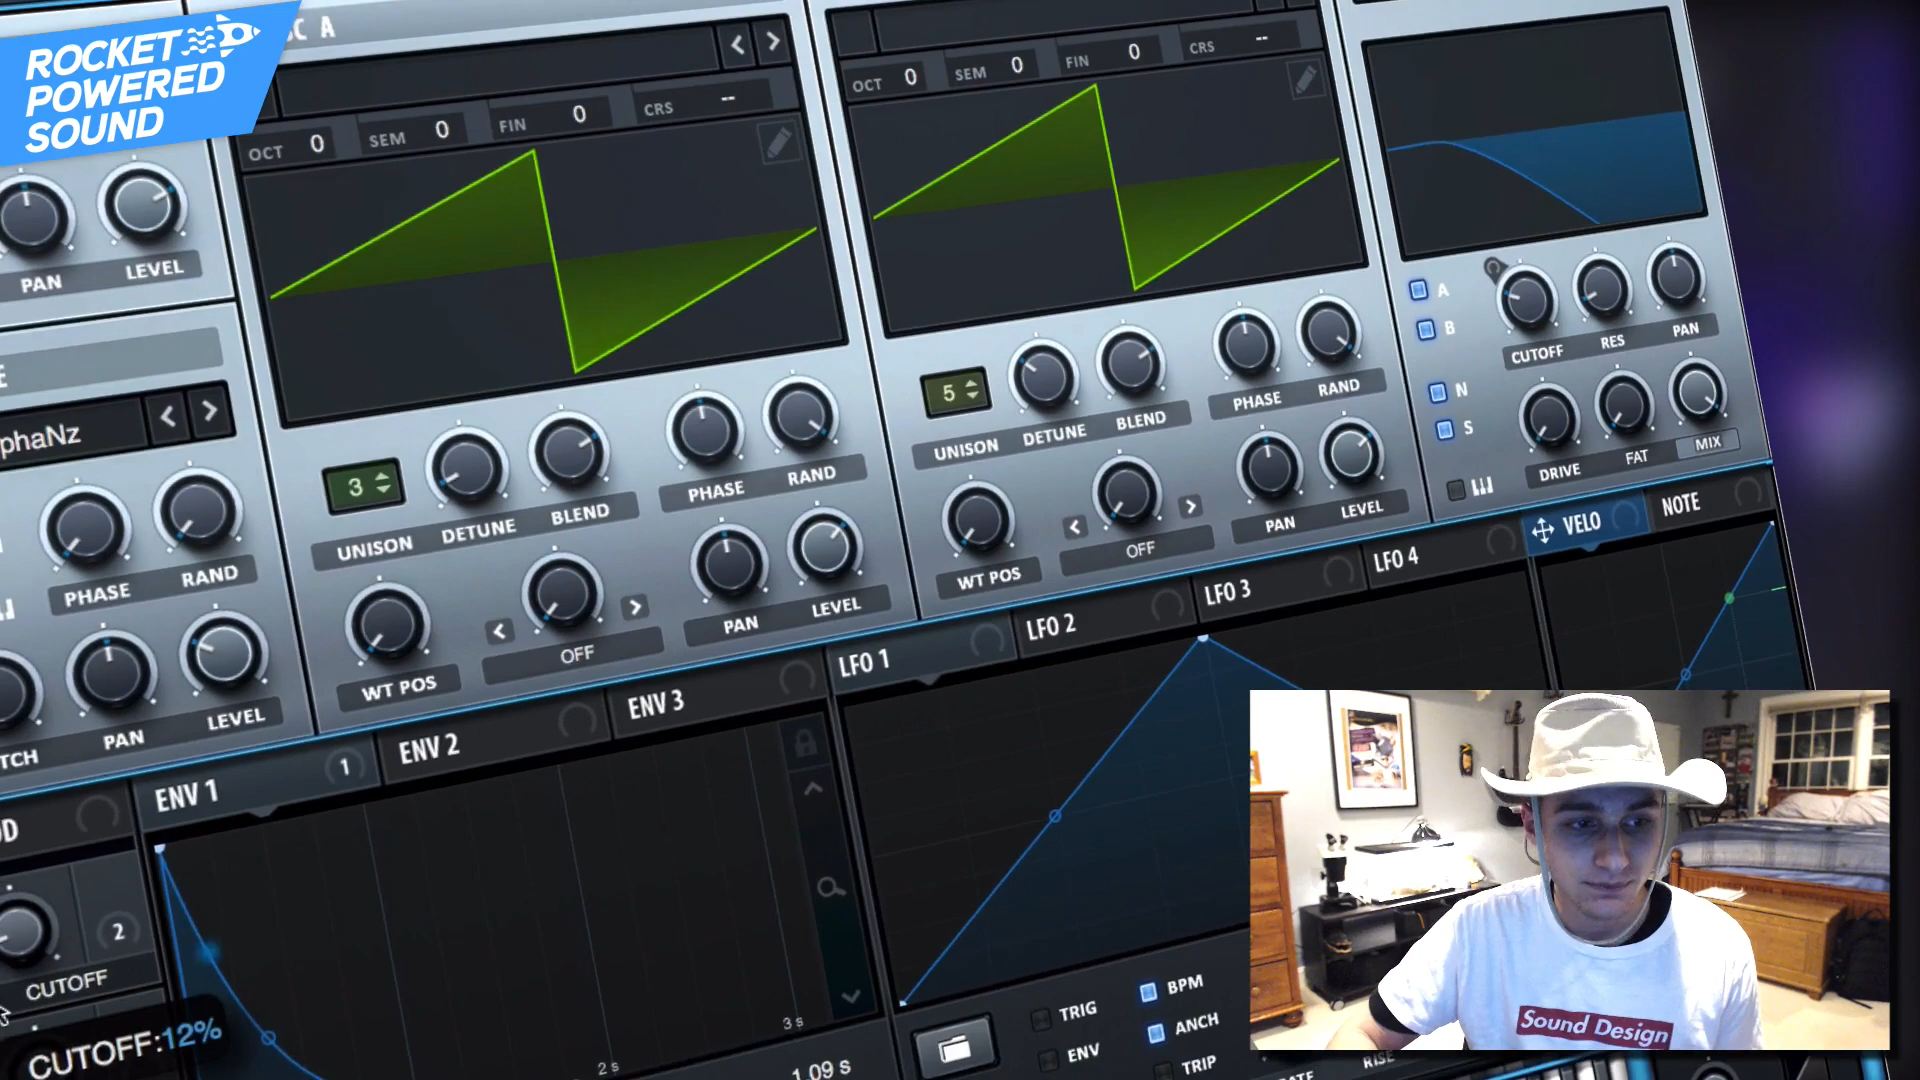 ROCKET
POWERED
SOUND
C A
OCT 0 SEM 0 FIN 0 CRS --
OCT 0 SEM 0 FIN 0 CRS --
PAN LEVEL
phaNz
PHASE RAND
PAN LEVEL
3
UNISON DETUNE BLEND PHASE RAND
WT POS OFF PAN LEVEL
5
UNISON DETUNE BLEND PHASE RAND
WT POS OFF PAN LEVEL
A
B
N
S
CUTOFF RES PAN
DRIVE FAT MIX
ENV 1 1 ENV 2 ENV 3 LFO 1 LFO 2 LFO 3 LFO 4 VELO NOTE
2
CUTOFF
CUTOFF:12%
2 s
3 s
1.09 s
TRIG BPM
ENV ANCH
TRIP
RISE
Sound Design